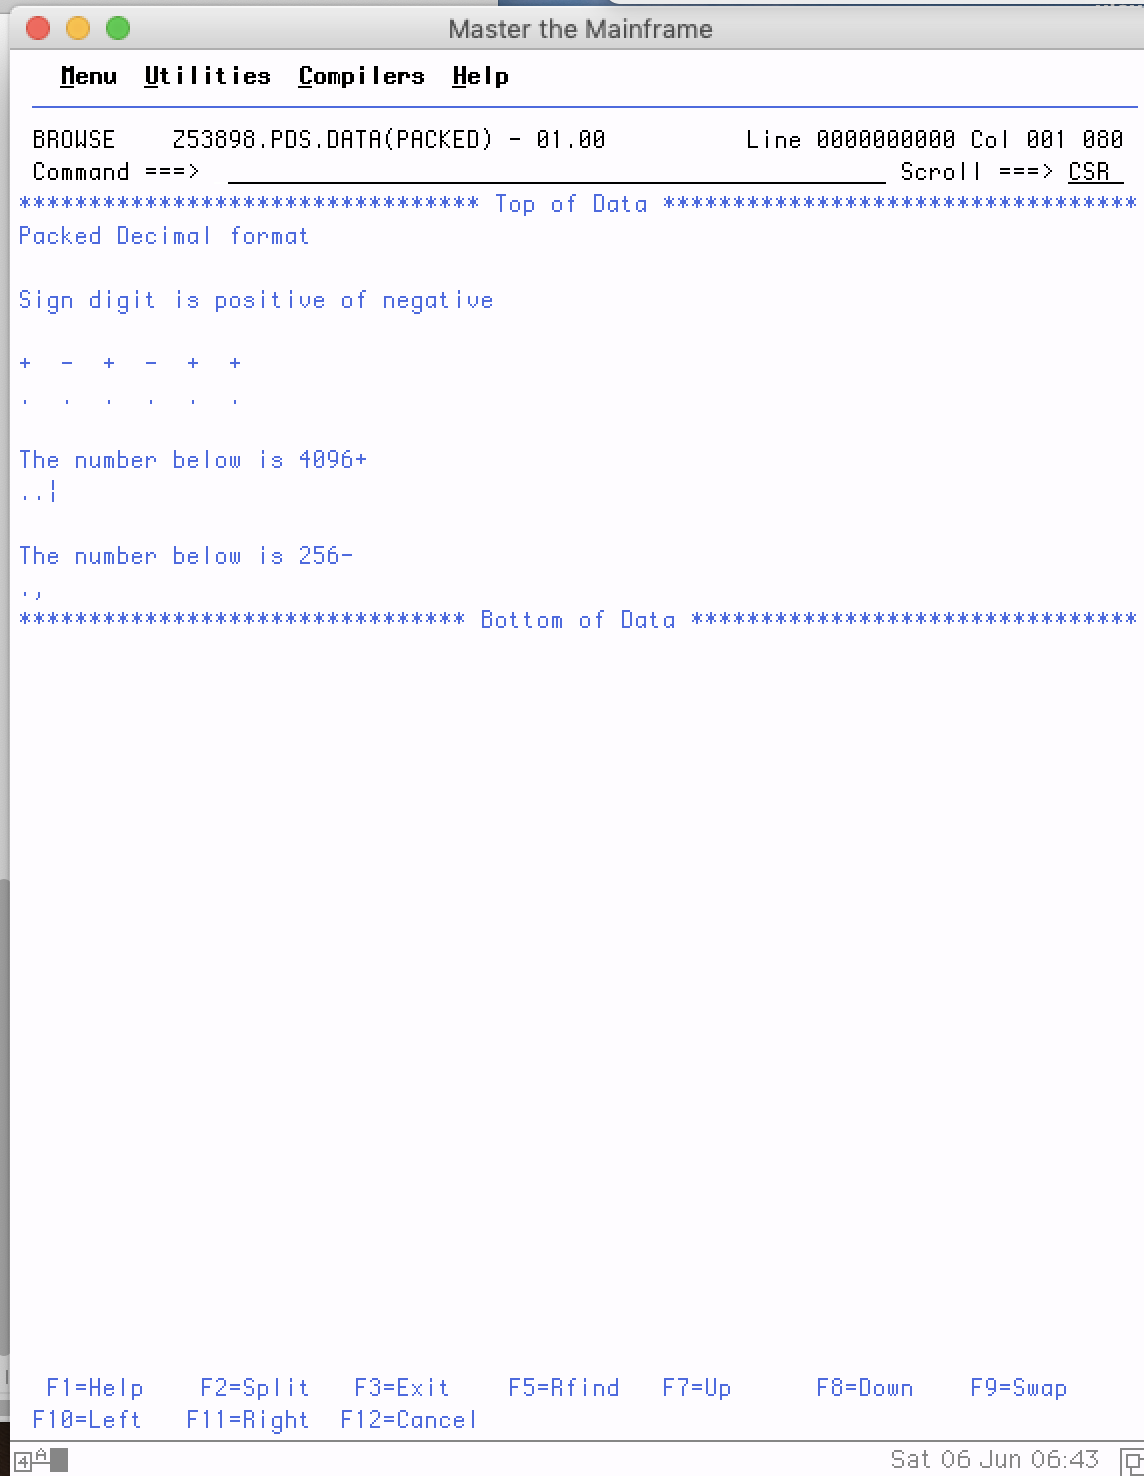 Master the Mainframe
Menu Utilities Compilers Help
BROWSE Z53898.PDS.DATA(PACKED) - 01.00 Line 0000000000 Col 001 080
Command ===> Scroll ===> CSR
********************************* Top of Data **********************************
Packed Decimal format
Sign digit is positive of negative
+ - + - + +
. . . . . .
The number below is 4096+
..¦
The number below is 256-
.,
******************************** Bottom of Data ********************************
F1=Help F2=Split F3=Exit F5=Rfind F7=Up F8=Down F9=Swap
F10=Left F11=Right F12=Cancel
4 A Sat 06 Jun 06:43